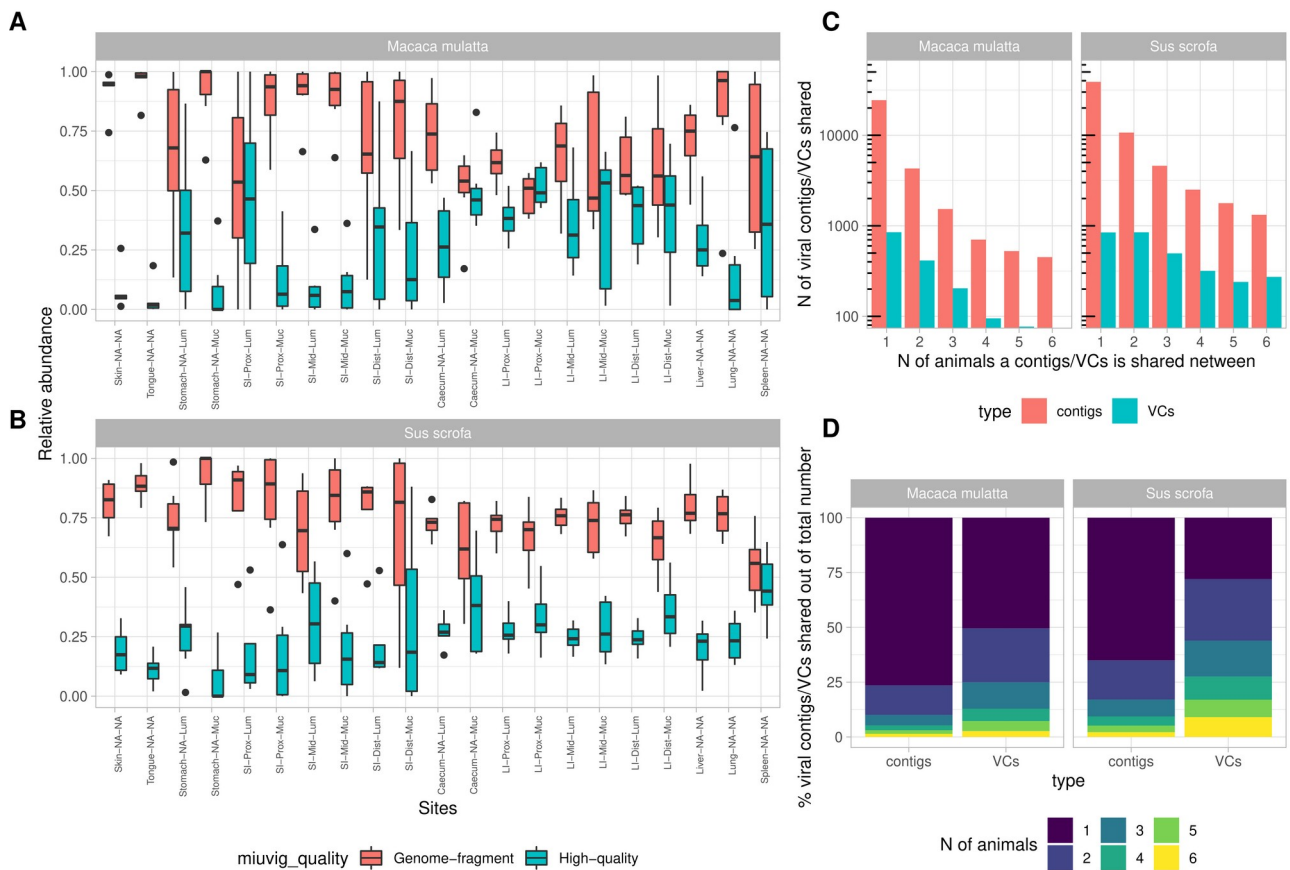 A
Macaca mulatta
1.00
0.75
0.50
0.25
0.00
Skin−NA−NA
Tongue−NA−NA
Stomach−NA−Lum
Stomach−NA−Muc
SI−Prox−Lum
SI−Prox−Muc
SI−Mid−Lum
SI−Mid−Muc
SI−Dist−Lum
SI−Dist−Muc
Caecum−NA−Lum
Caecum−NA−Muc
LI−Prox−Lum
LI−Prox−Muc
LI−Mid−Lum
LI−Mid−Muc
LI−Dist−Lum
LI−Dist−Muc
Liver−NA−NA
Lung−NA−NA
Spleen−NA−NA
Relative abundance
B
Sus scrofa
1.00
0.75
0.50
0.25
0.00
Skin−NA−NA
Tongue−NA−NA
Stomach−NA−Lum
Stomach−NA−Muc
SI−Prox−Lum
SI−Prox−Muc
SI−Mid−Lum
SI−Mid−Muc
SI−Dist−Lum
SI−Dist−Muc
Caecum−NA−Lum
Caecum−NA−Muc
LI−Prox−Lum
LI−Prox−Muc
LI−Mid−Lum
LI−Mid−Muc
LI−Dist−Lum
LI−Dist−Muc
Liver−NA−NA
Lung−NA−NA
Spleen−NA−NA
Sites
miuvig_quality Genome−fragment High−quality
C
Macaca mulatta Sus scrofa
N of viral contigs/VCs shared
10000
1000
100
1 2 3 4 5 6 1 2 3 4 5 6
N of animals a contigs/VCs is shared netween
type contigs VCs
D
Macaca mulatta Sus scrofa
% viral contigs/VCs shared out of total number
100
75
50
25
0
contigs VCs contigs VCs
type
N of animals 1 3 5
2 4 6